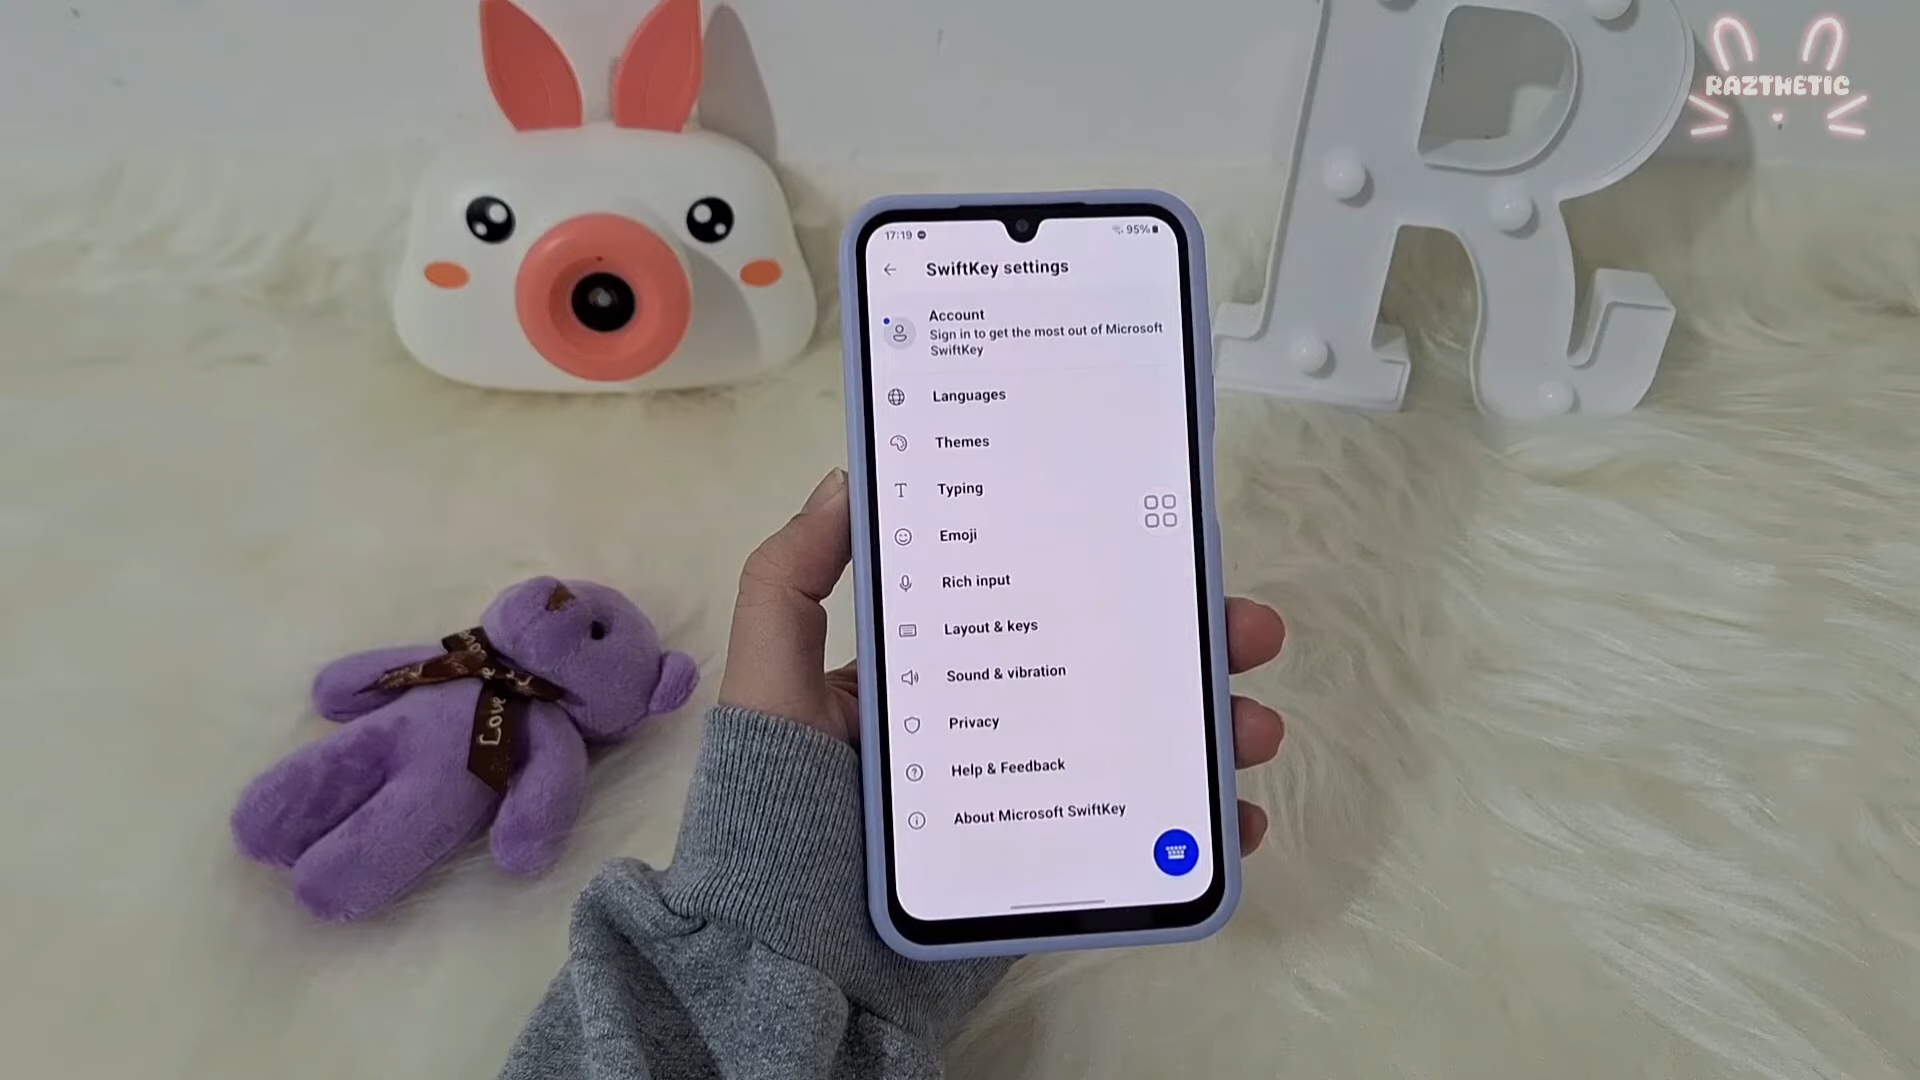 RAZTHETIC
17:19
95%
SwiftKey settings
Account
Sign in to get the most out of Microsoft
SwiftKey
Languages
Themes
Typing
Emoji
Rich input
Layout & keys
Sound & vibration
Privacy
Help & Feedback
About Microsoft SwiftKey
R
Love